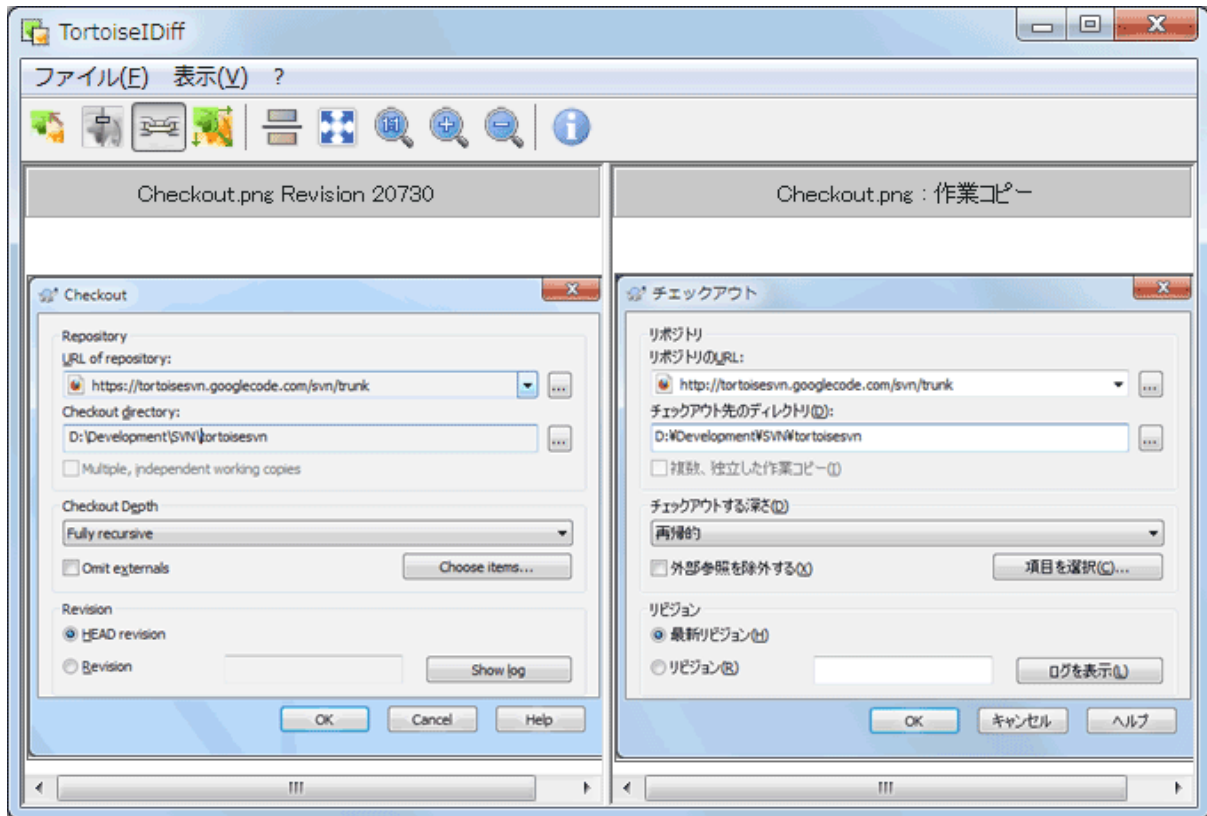 TortoiseIDiff
ファイル(F) 表示(V) ?
Checkout.png Revision 20730
Checkout
Repository
URL of repository:
https://tortoisesvn.googlecode.com/svn/trunk
...
Checkout directory:
D:\Development\SVN\tortoisesvn
...
Multiple, independent working copies
Checkout Depth
Fully recursive
Omit externals
Choose items...
Revision
HEAD revision
Revision
Show log
OK Cancel Help
Checkout.png : 作業コピー
チェックアウト
リポジトリ
リポジトリのURL:
http://tortoisesvn.googlecode.com/svn/trunk
...
チェックアウト先のディレクトリ(D):
D:¥Development¥SVN¥tortoisesvn
...
複数、独立した作業コピー(I)
チェックアウトする深さ(D)
再帰的
外部参照を除外する(X)
項目を選択(C)...
リビジョン
最新リビジョン(H)
リビジョン(R)
ログを表示(L)
OK キャンセル ヘルプ